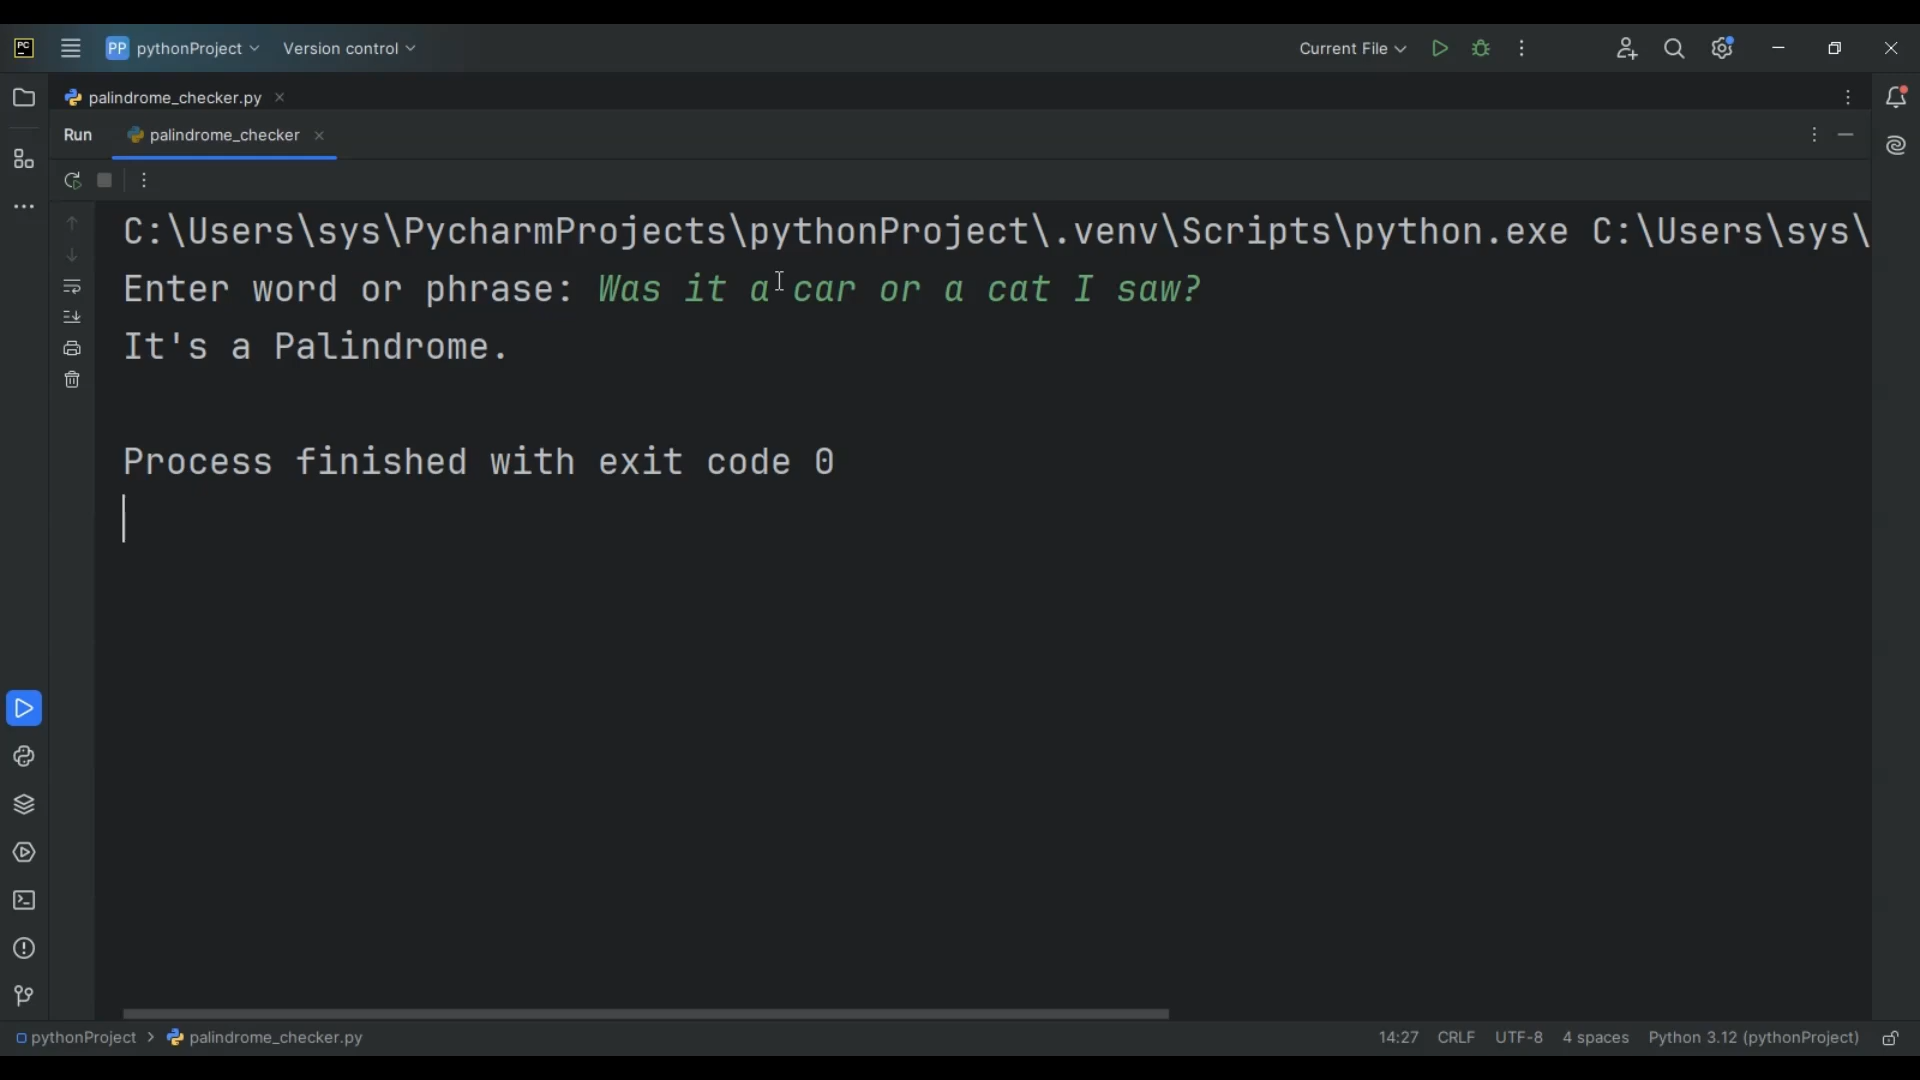 PC
PP pythonProject Version control Current File
palindrome_checker.py
Run palindrome_checker
C:\Users\sys\PycharmProjects\pythonProject\.venv\Scripts\python.exe C:\Users\sys\
Enter word or phrase: Was it a car or a cat I saw?
It's a Palindrome.
Process finished with exit code 0
pythonProject > palindrome_checker.py 14:27 CRLF UTF-8 4 spaces Python 3.12 (pythonProject)